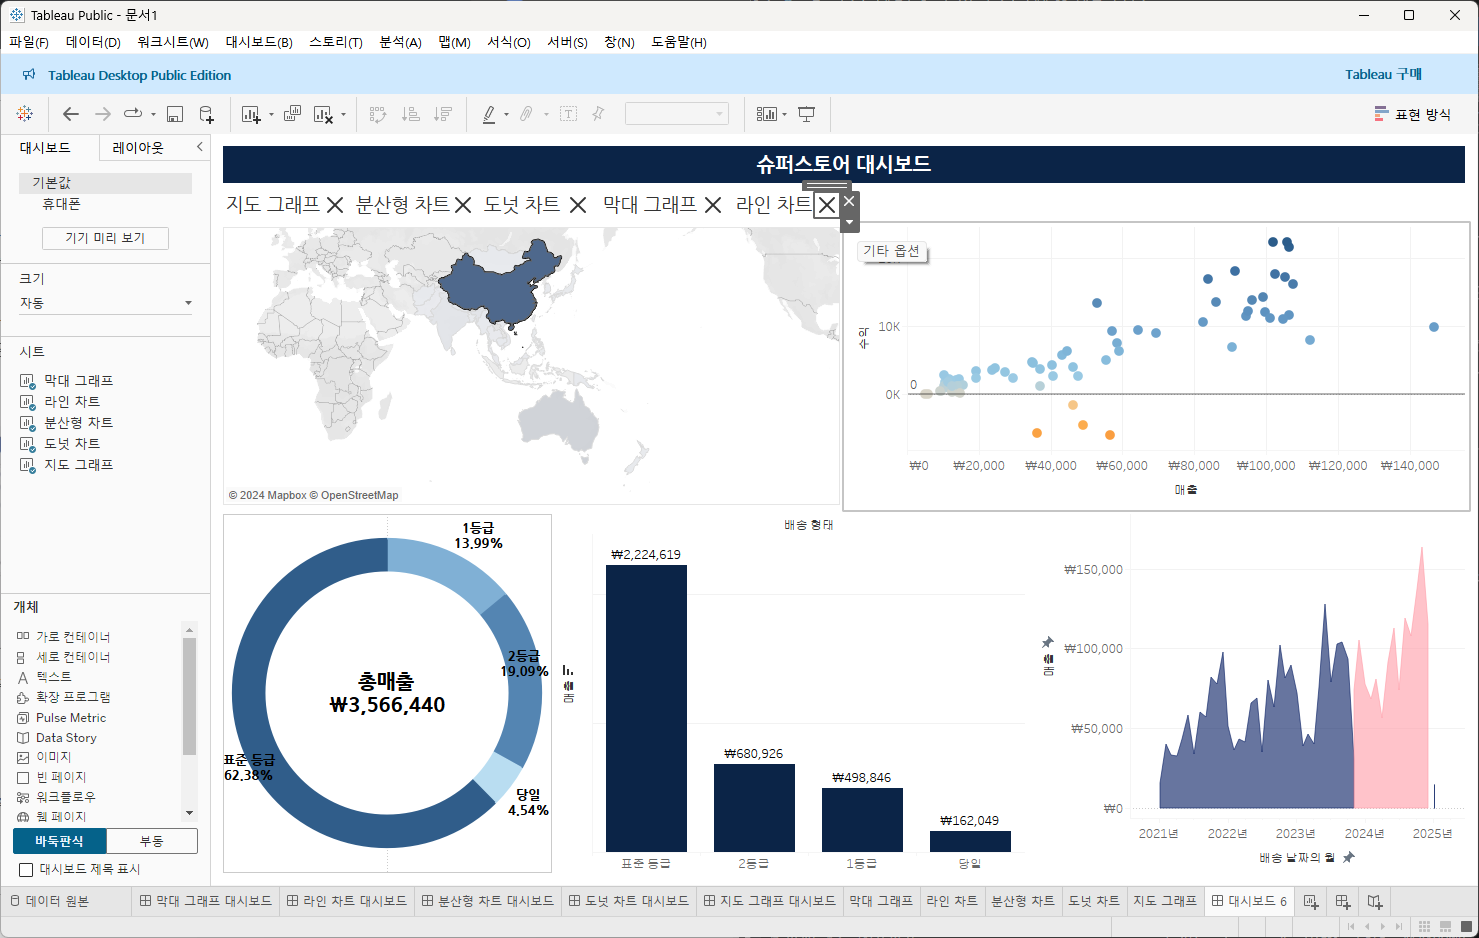 Tableau Public - 문서1
파일(F) 데이터(D) 워크시트(W) 대시보드(B) 스토리(T) 분석(A) 맵(M) 서식(O) 서버(S) 창(N) 도움말(H)
Tableau Desktop Public Edition
Tableau 구매
표현 방식
대시보드 레이아웃
기본값
휴대폰
기기 미리 보기
크기
자동
시트
막대 그래프
라인 차트
분산형 차트
도넛 차트
지도 그래프
개체
가로 컨테이너
세로 컨테이너
텍스트
확장 프로그램
Pulse Metric
Data Story
이미지
빈 페이지
워크플로우
웹 페이지
바둑판식 부동
대시보드 제목 표시
슈퍼스토어 대시보드
지도 그래프 분산형 차트 도넛 차트 막대 그래프 라인 차트
© 2024 Mapbox © OpenStreetMap
기타 옵션
수익
10K
0
0K
₩0 ₩20,000 ₩40,000 ₩60,000 ₩80,000 ₩100,000 ₩120,000 ₩140,000
매출
1등급
13.99%
2등급
19.09%
총매출
₩3,566,440
표준 등급
62.38%
당일
4.54%
배송 형태
매출
₩2,224,619
₩680,926
₩498,846
₩162,049
표준 등급 2등급 1등급 당일
매출
₩150,000
₩100,000
₩50,000
₩0
2021년 2022년 2023년 2024년 2025년
배송 날짜의 월
데이터 원본 막대 그래프 대시보드 라인 차트 대시보드 분산형 차트 대시보드 도넛 차트 대시보드 지도 그래프 대시보드 막대 그래프 라인 차트 분산형 차트 도넛 차트 지도 그래프 대시보드 6